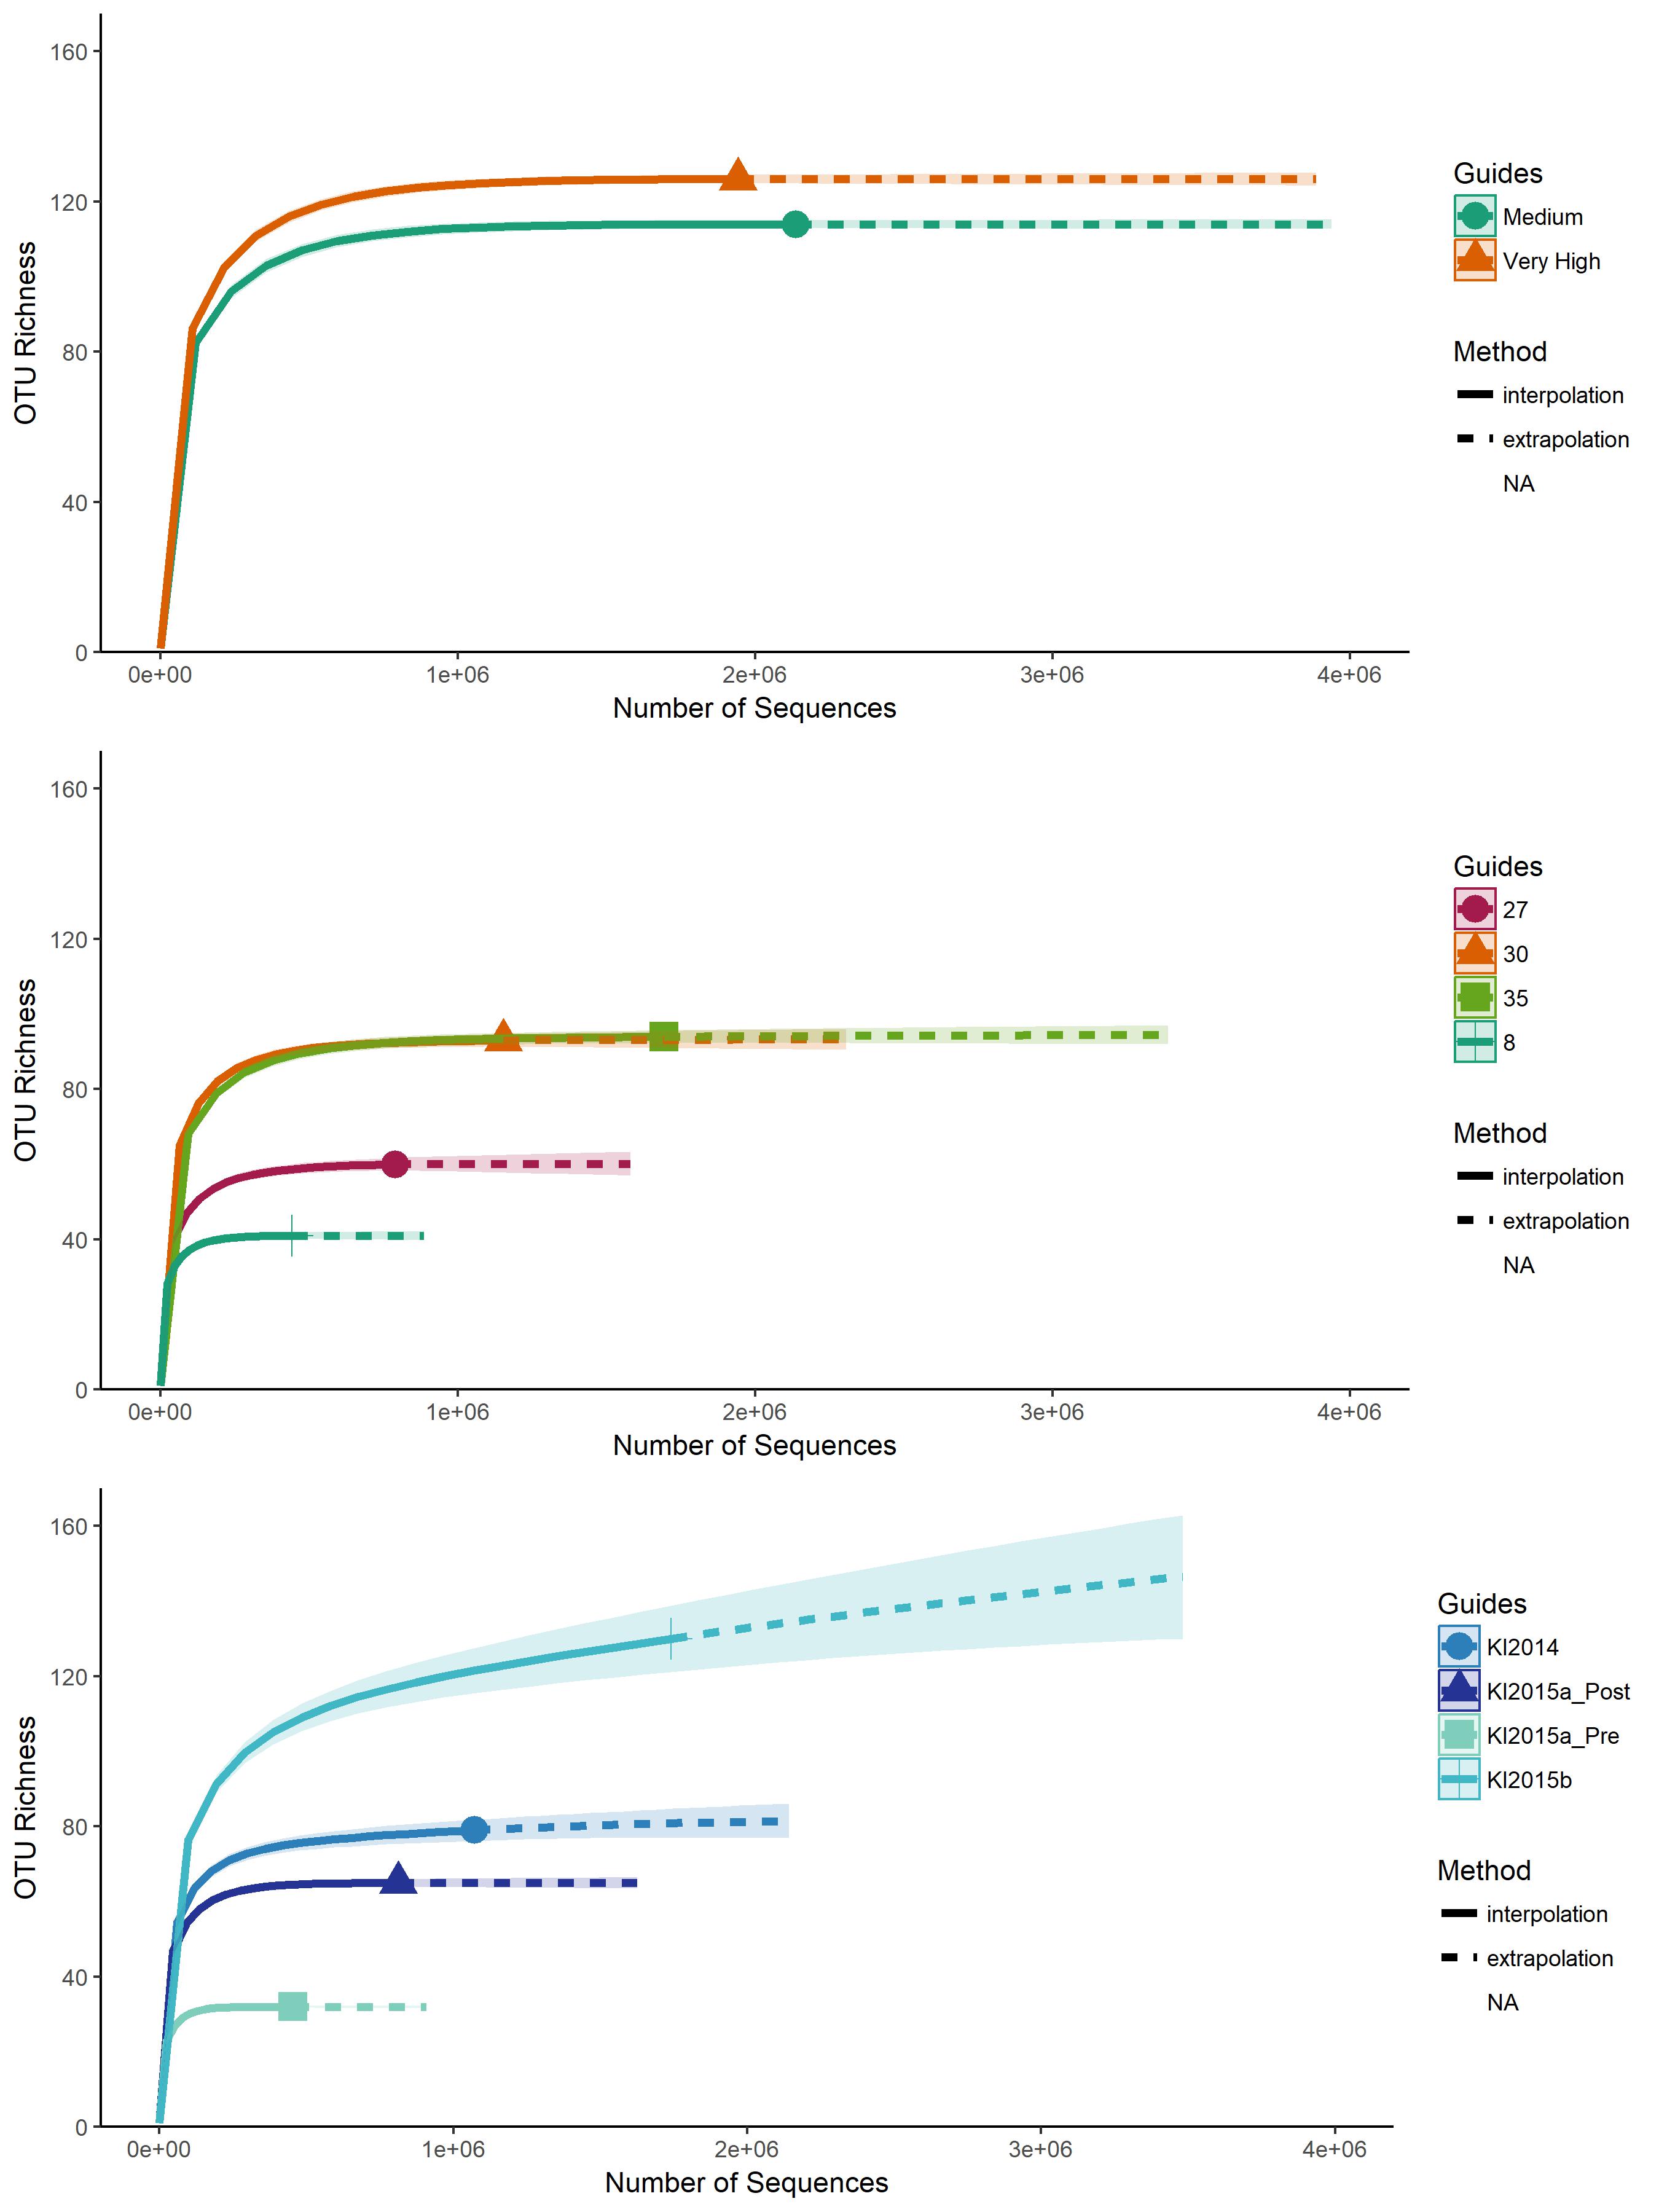 160
120
80
40
0
OTU Richness
0e+00 1e+06 2e+06 3e+06 4e+06
Number of Sequences
Guides
Medium
Very High
Method
interpolation
extrapolation
NA
160
120
80
40
0
OTU Richness
0e+00 1e+06 2e+06 3e+06 4e+06
Number of Sequences
Guides
27
30
35
8
Method
interpolation
extrapolation
NA
160
120
80
40
0
OTU Richness
0e+00 1e+06 2e+06 3e+06 4e+06
Number of Sequences
Guides
KI2014
KI2015a_Post
KI2015a_Pre
KI2015b
Method
interpolation
extrapolation
NA